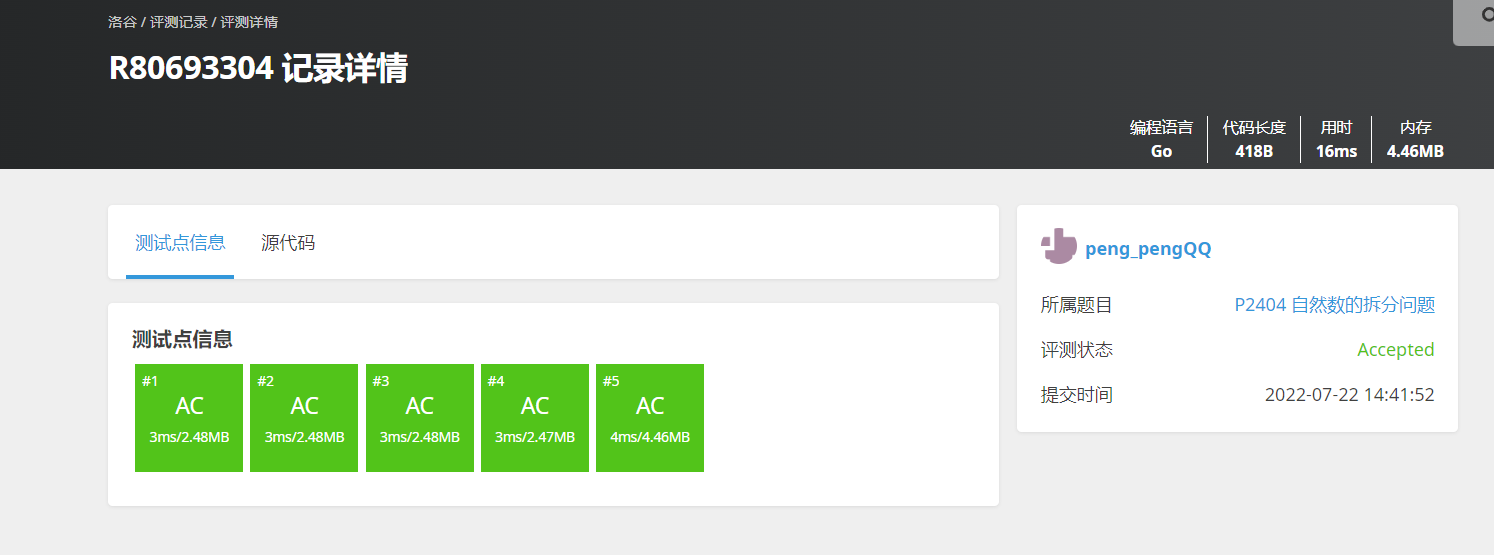 洛谷 / 评测记录 / 评测详情
R80693304 记录详情
编程语言 代码长度 用时 内存
Go 418B 16ms 4.46MB
测试点信息 源代码
peng_pengQQ
所属题目 P2404 自然数的拆分问题
评测状态 Accepted
提交时间 2022-07-22 14:41:52
测试点信息
#1 #2 #3 #4 #5
AC AC AC AC AC
3ms/2.48MB 3ms/2.48MB 3ms/2.48MB 3ms/2.47MB 4ms/4.46MB